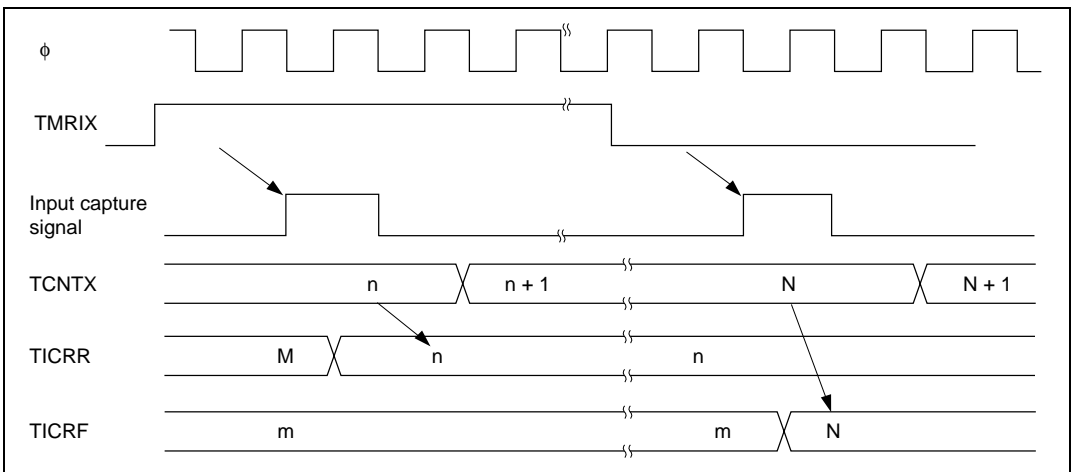 ϕ
TMRIX
Input capture
signal
TCNTX n n + 1 N N + 1
TICRR M n n
TICRF m m N